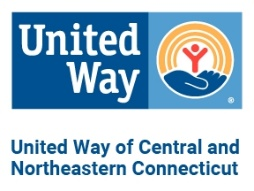 United
Way
®
United Way of Central and
Northeastern Connecticut